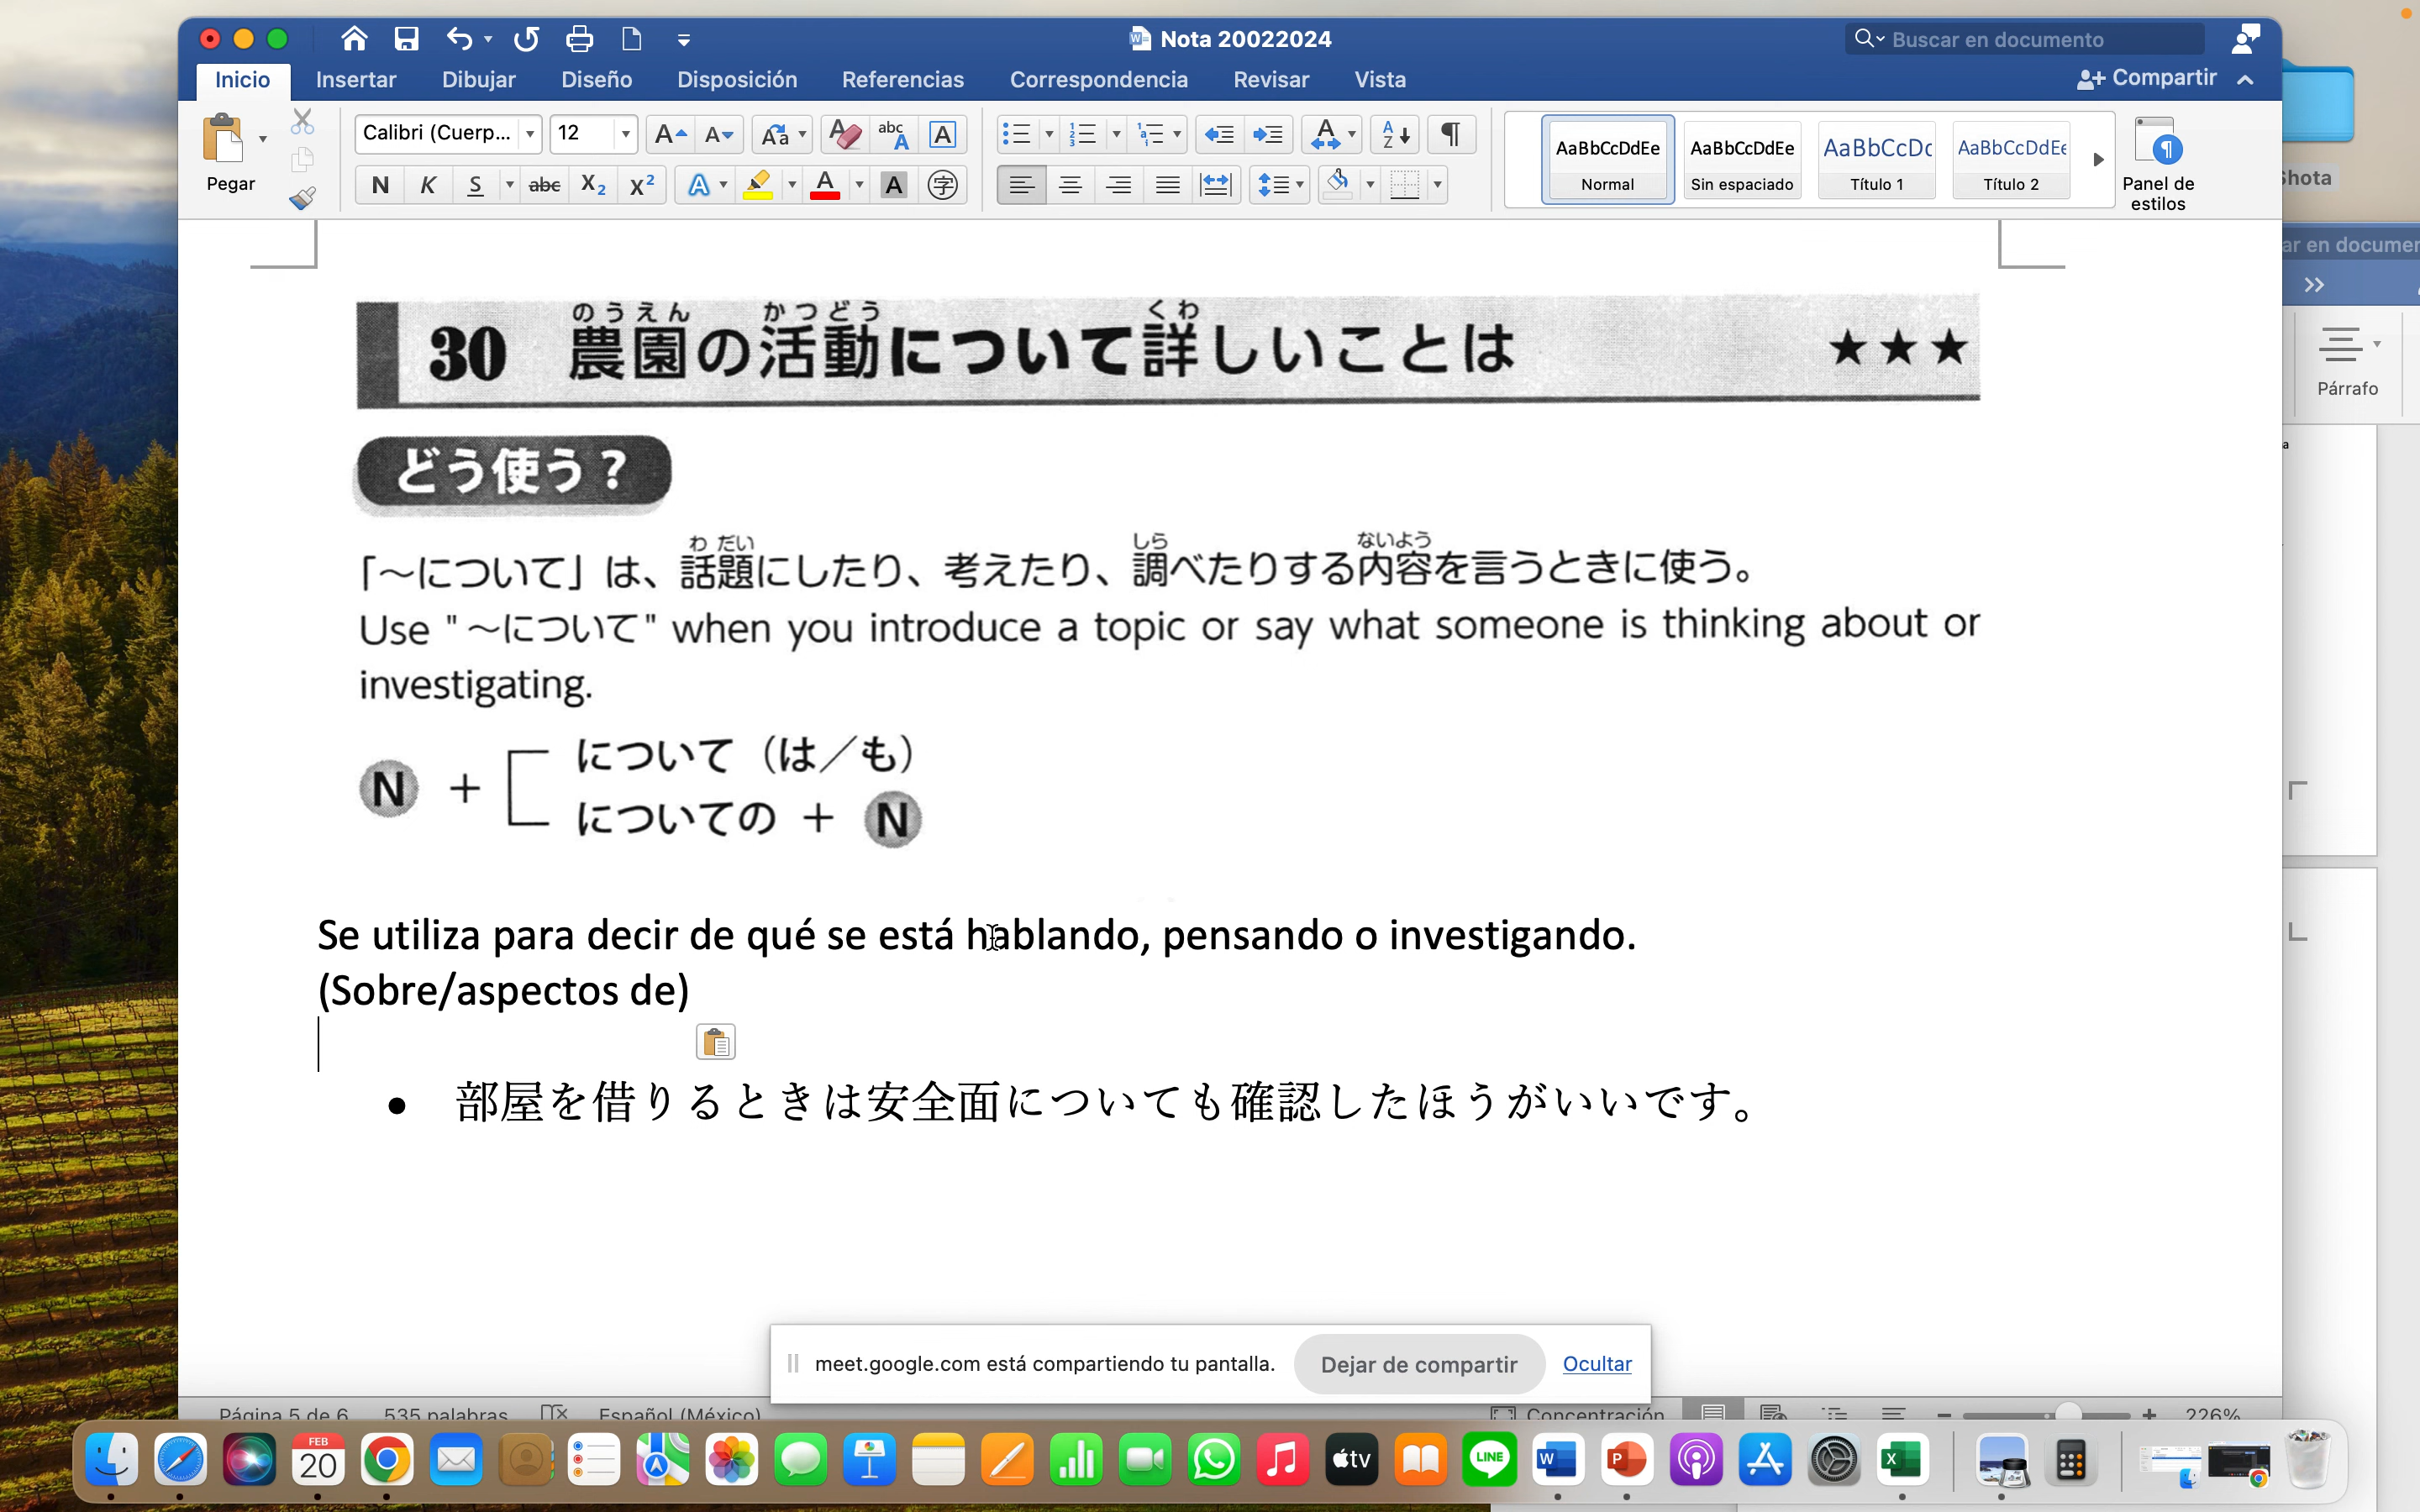 Nota 20022024
Buscar en documento
Inicio
Insertar
Dibujar
Diseño
Disposición
Referencias
Correspondencia
Revisar
Vista
Compartir
Pegar
Calibri (Cuerp...
12
AaBbCcDdEe
Normal
AaBbCcDdEe
Sin espaciado
AaBbCcDc
Título 1
AaBbCcDdEe
Título 2
Panel de
estilos
Shota
ar en documen
Párrafo
のうえん かつどう くわ
30 農園の活動について詳しいことは ★★★
どう使う？
わ だい しら ないよう
「～について」は、話題にしたり、考えたり、調べたりする内容を言うときに使う。
Use "～について" when you introduce a topic or say what someone is thinking about or
investigating.
N + について（は／も）
についての + N
Se utiliza para decir de qué se está hablando, pensando o investigando.
(Sobre/aspectos de)
• 部屋を借りるときは安全面についても確認したほうがいいです。
meet.google.com está compartiendo tu pantalla.
Dejar de compartir
Ocultar
Página 5 de 6
535 palabras
Español (México)
Concentración
226%
FEB
20
LINE
tv